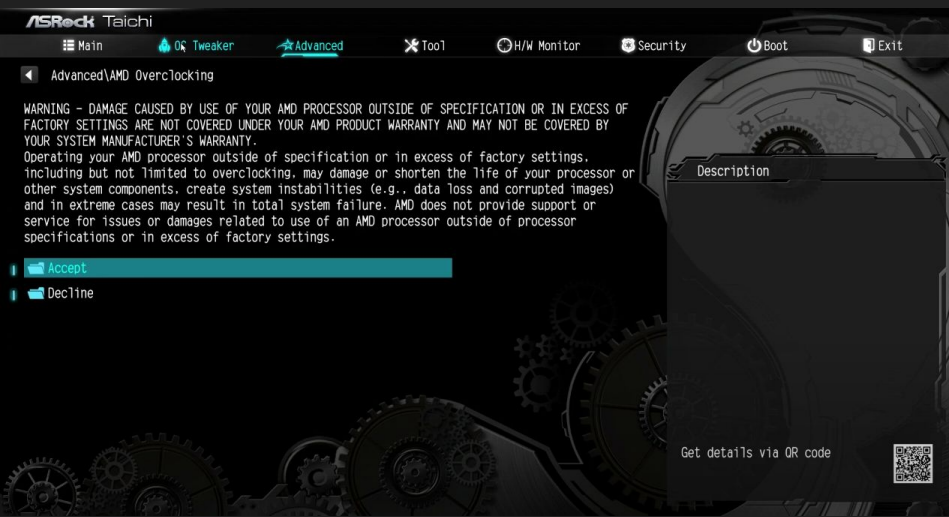 ASRock Taichi
Main
OC Tweaker
Advanced
Tool
H/W Monitor
Security
Boot
Exit
Advanced\AMD Overclocking
WARNING - DAMAGE CAUSED BY USE OF YOUR AMD PROCESSOR OUTSIDE OF SPECIFICATION OR IN EXCESS OF
FACTORY SETTINGS ARE NOT COVERED UNDER YOUR AMD PRODUCT WARRANTY AND MAY NOT BE COVERED BY
YOUR SYSTEM MANUFACTURER'S WARRANTY.
Operating your AMD processor outside of specification or in excess of factory settings,
including but not limited to overclocking, may damage or shorten the life of your processor or
other system components, create system instabilities (e.g., data loss and corrupted images)
and in extreme cases may result in total system failure. AMD does not provide support or
service for issues or damages related to use of an AMD processor outside of processor
specifications or in excess of factory settings.
Accept
Decline
Description
Get details via QR code